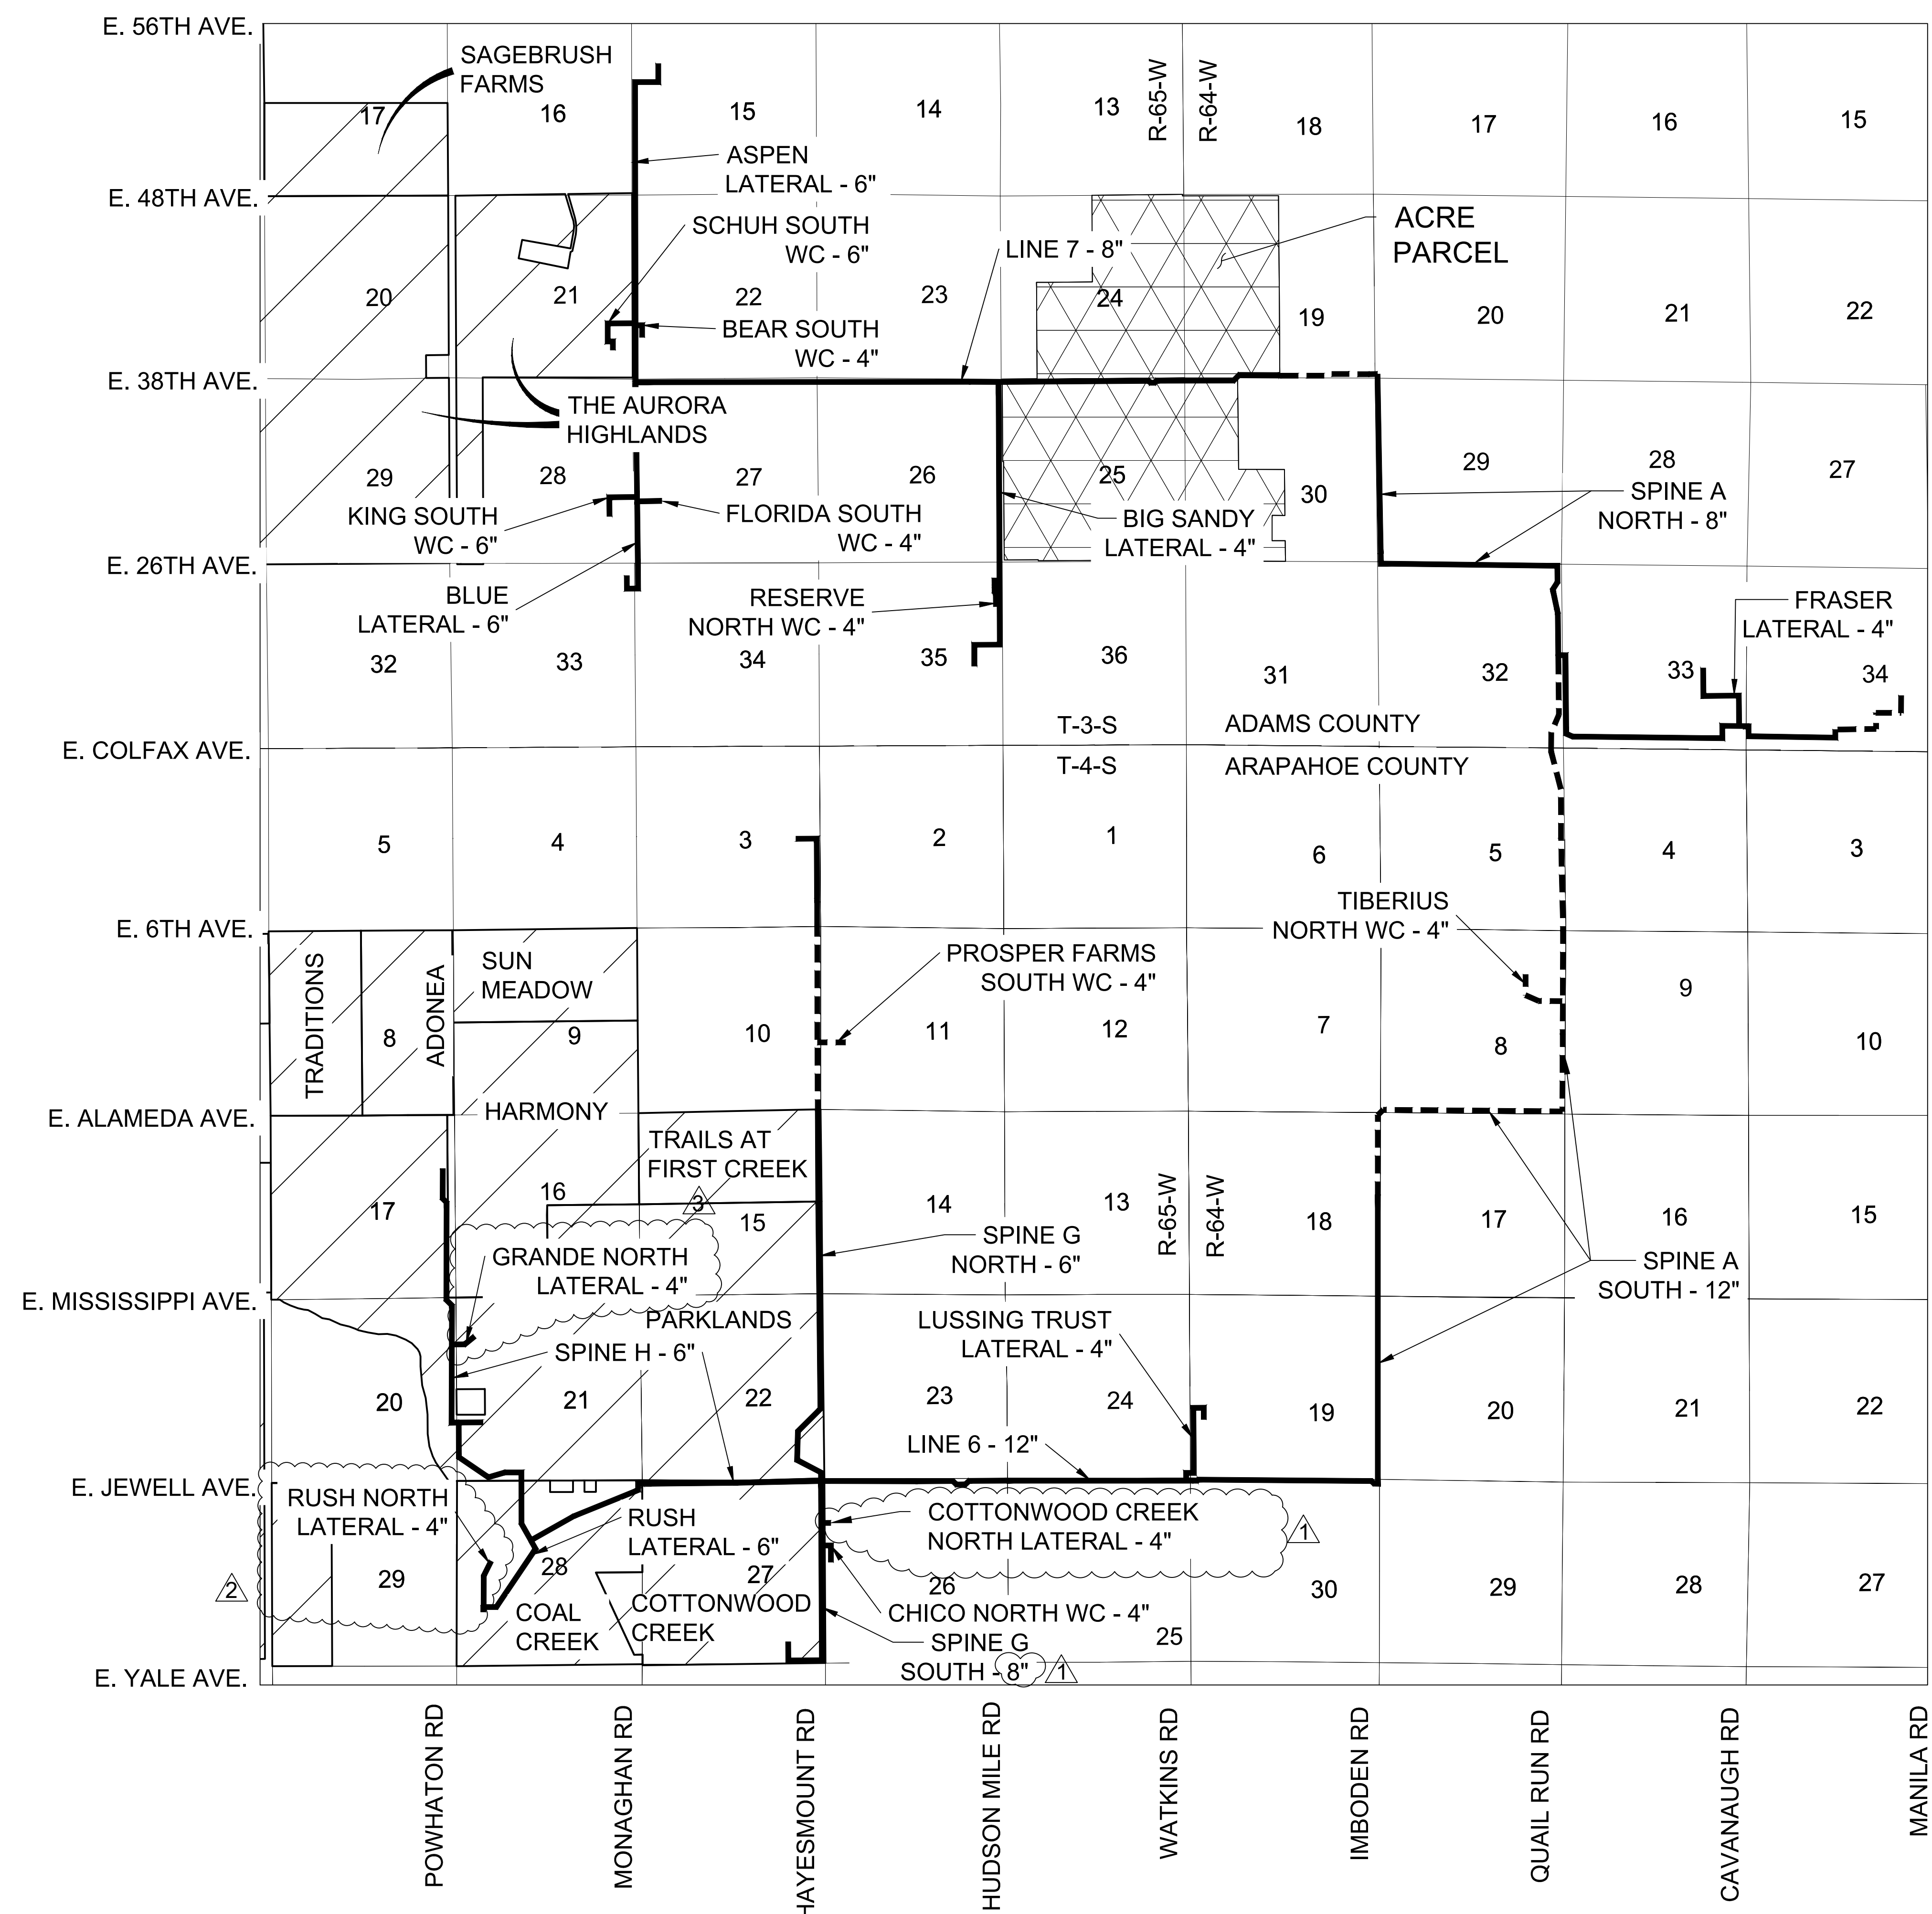 E. 56TH AVE.
SAGEBRUSH
FARMS
17
16
15
14
13
R-65-W
R-64-W
18
17
16
15
ASPEN
LATERAL - 6"
E. 48TH AVE.
SCHUH SOUTH
WC - 6"
LINE 7 - 8"
ACRE
PARCEL
20
21
22
23
24
19
20
21
22
BEAR SOUTH
WC - 4"
E. 38TH AVE.
THE AURORA
HIGHLANDS
29
28
27
26
25
30
29
28
27
KING SOUTH
WC - 6"
FLORIDA SOUTH
WC - 4"
BIG SANDY
LATERAL - 4"
SPINE A
NORTH - 8"
E. 26TH AVE.
BLUE
LATERAL - 6"
RESERVE
NORTH WC - 4"
FRASER
LATERAL - 4"
32
33
34
35
36
31
32
33
34
T-3-S
ADAMS COUNTY
E. COLFAX AVE.
T-4-S
ARAPAHOE COUNTY
5
4
3
2
1
6
5
4
3
TIBERIUS
NORTH WC - 4"
E. 6TH AVE.
TRADITIONS
ADONEA
SUN
MEADOW
PROSPER FARMS
SOUTH WC - 4"
8
9
10
11
12
7
8
9
10
E. ALAMEDA AVE.
HARMONY
TRAILS AT
FIRST CREEK
3
17
16
15
14
13
R-65-W
R-64-W
18
17
16
15
GRANDE NORTH
LATERAL - 4"
SPINE G
NORTH - 6"
SPINE A
SOUTH - 12"
E. MISSISSIPPI AVE.
PARKLANDS
SPINE H - 6"
LUSSING TRUST
LATERAL - 4"
20
21
22
23
24
19
20
21
22
LINE 6 - 12"
E. JEWELL AVE.
RUSH NORTH
LATERAL - 4"
RUSH
LATERAL - 6"
COTTONWOOD CREEK
NORTH LATERAL - 4"
1
2
29
28
27
26
25
30
29
28
27
COAL
CREEK
COTTONWOOD
CREEK
CHICO NORTH WC - 4"
SPINE G
SOUTH - 8"
1
E. YALE AVE.
POWHATON RD
MONAGHAN RD
HAYESMOUNT RD
HUDSON MILE RD
WATKINS RD
IMBODEN RD
QUAIL RUN RD
CAVANAUGH RD
MANILA RD